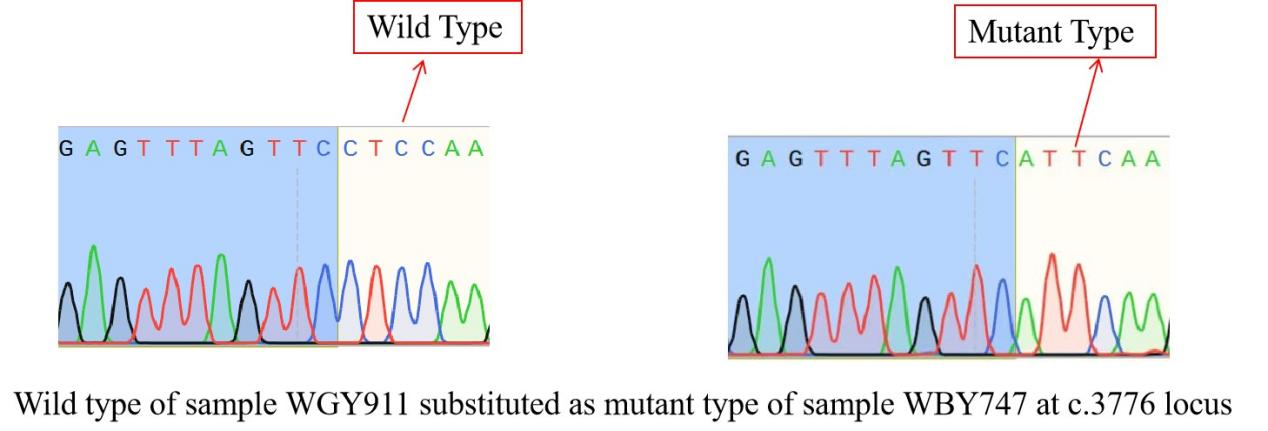 Wild Type
Mutant Type
G A G T T T A G T T C C T C C A A
G A G T T T A G T T C A T T C A A
Wild type of sample WGY911 substituted as mutant type of sample WBY747 at c.3776 locus